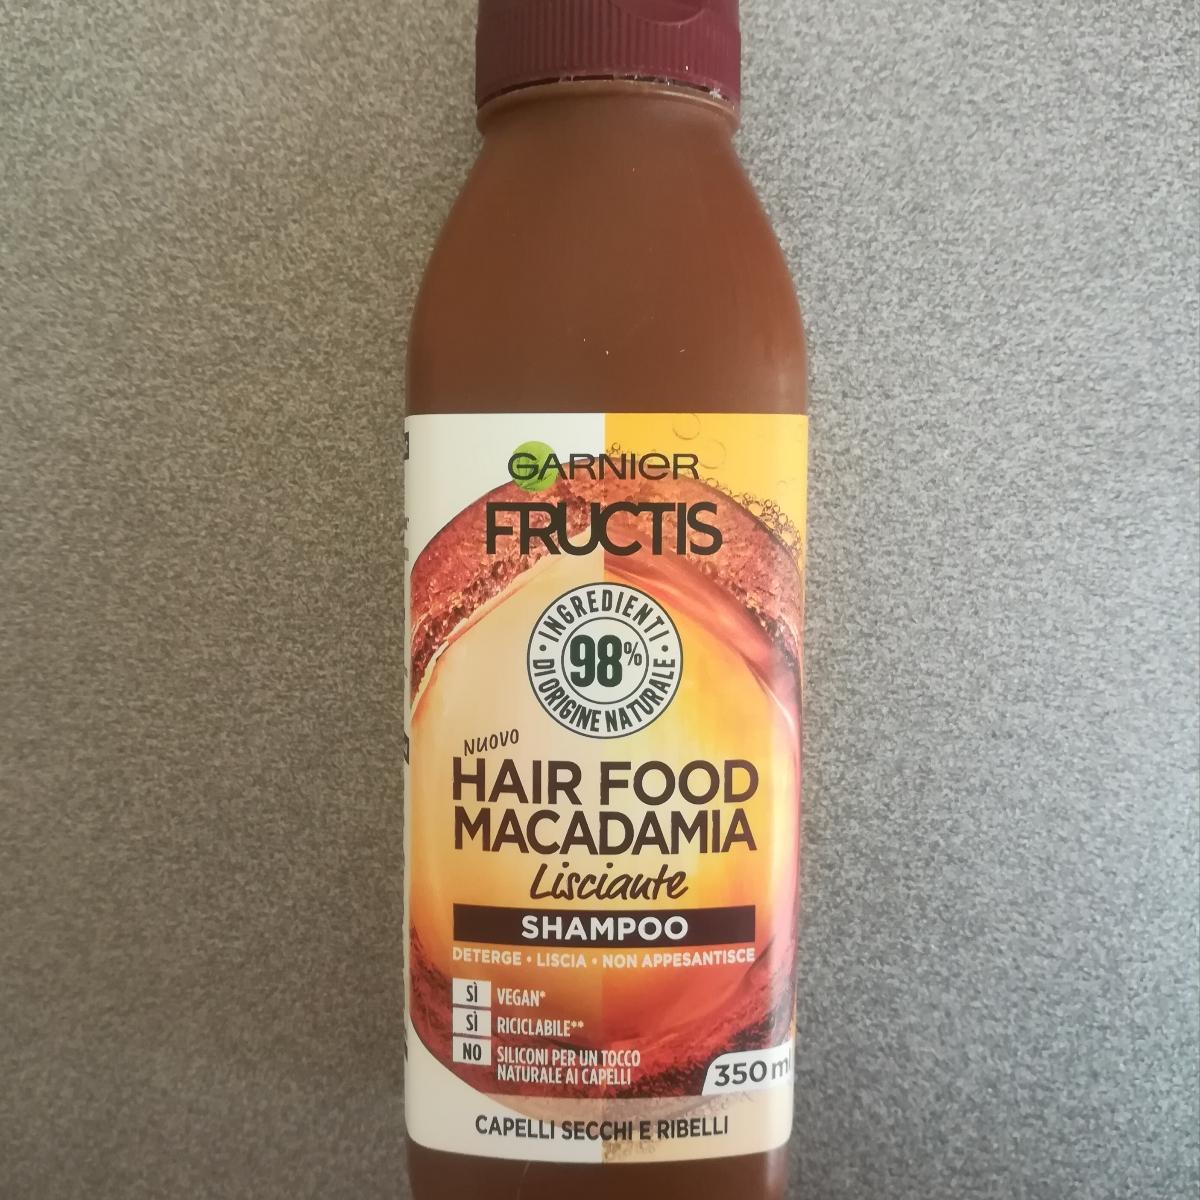 GARNIER
FRUCTIS
INGREDIENTI
98%
DI ORIGINE NATURALE
NUOVO
HAIR FOOD
MACADAMIA
Lisciante
SHAMPOO
DETERGE • LISCIA • NON APPESANTISCE
SÌ VEGAN*
SÌ RICICLABILE**
NO SILICONI PER UN TOCCO
NATURALE AI CAPELLI
350 ml
CAPELLI SECCHI E RIBELLI